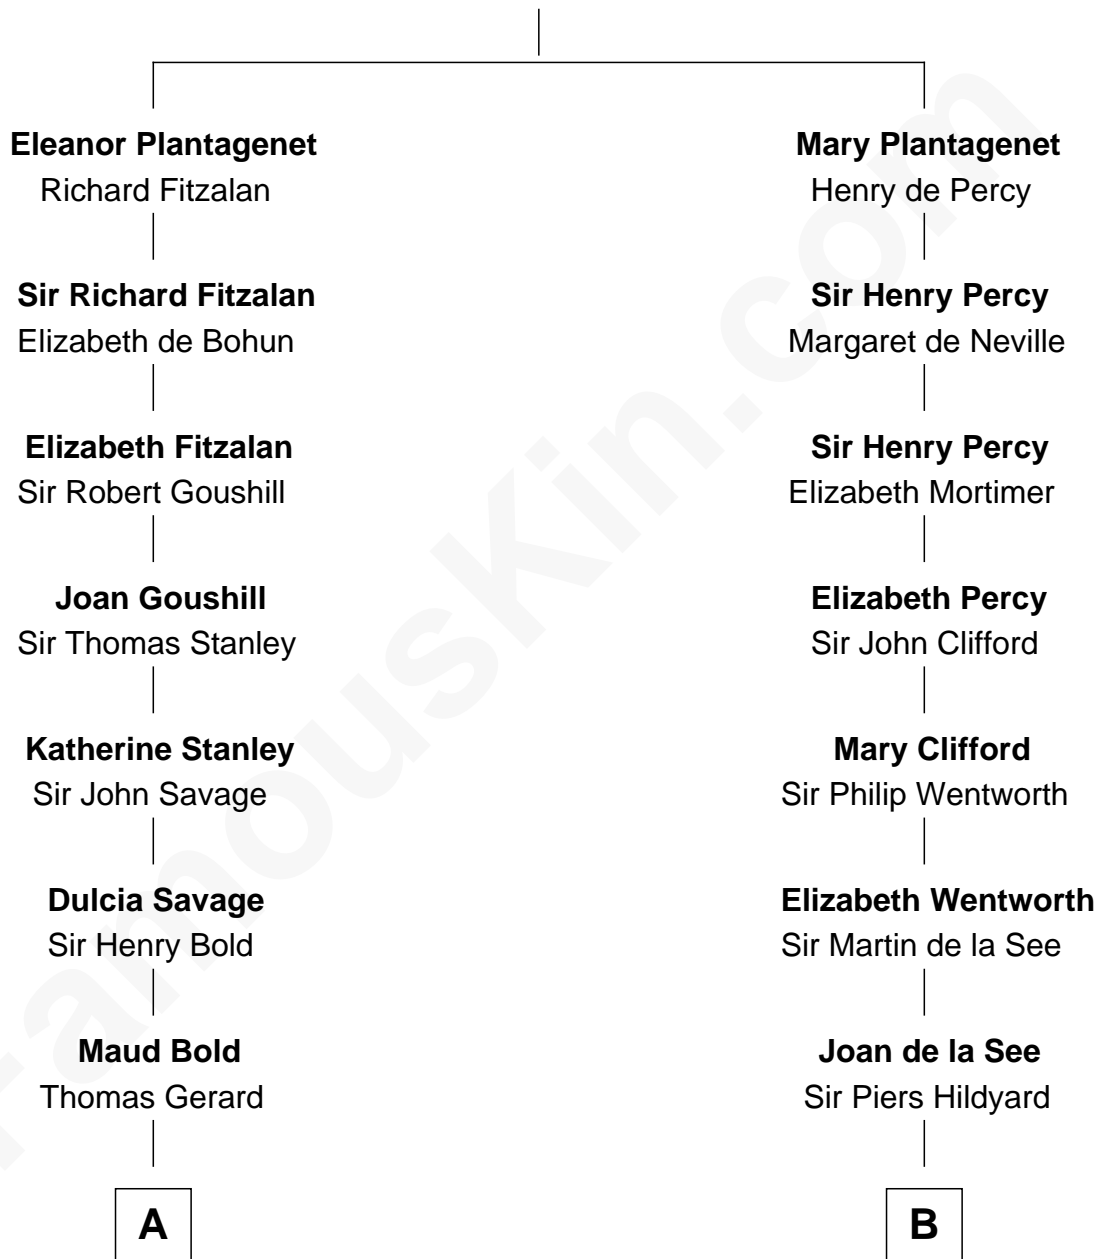 Eleanor Plantagenet
Richard Fitzalan
Mary Plantagenet
Henry de Percy
Sir Richard Fitzalan
Elizabeth de Bohun
Sir Henry Percy
Margaret de Neville
Elizabeth Fitzalan
Sir Robert Goushill
Sir Henry Percy
Elizabeth Mortimer
Joan Goushill
Sir Thomas Stanley
Elizabeth Percy
Sir John Clifford
Katherine Stanley
Sir John Savage
Mary Clifford
Sir Philip Wentworth
Dulcia Savage
Sir Henry Bold
Elizabeth Wentworth
Sir Martin de la See
Maud Bold
Thomas Gerard
Joan de la See
Sir Piers Hildyard
A
B
FamousKin.com